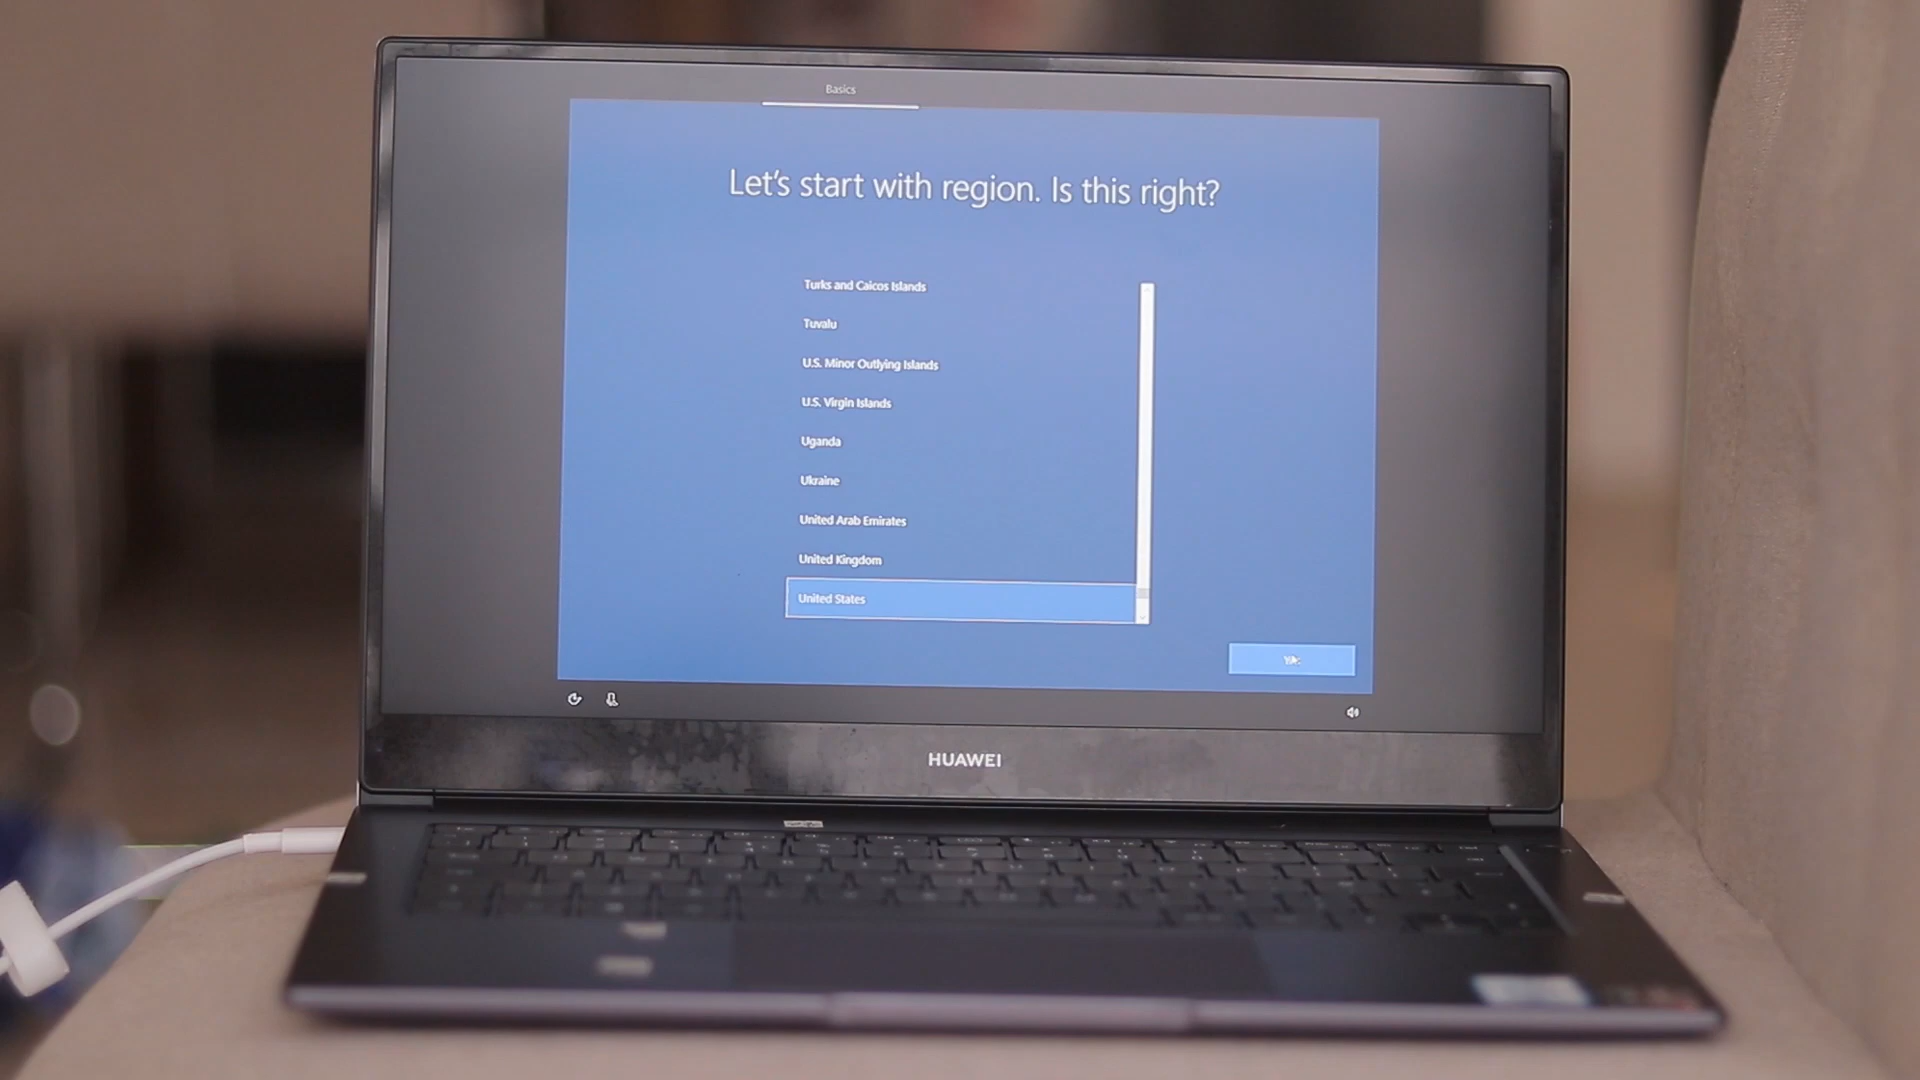 Basics
Let's start with region. Is this right?
Turks and Caicos Islands
Tuvalu
U.S. Minor Outlying Islands
U.S. Virgin Islands
Uganda
Ukraine
United Arab Emirates
United Kingdom
United States
Yes
HUAWEI